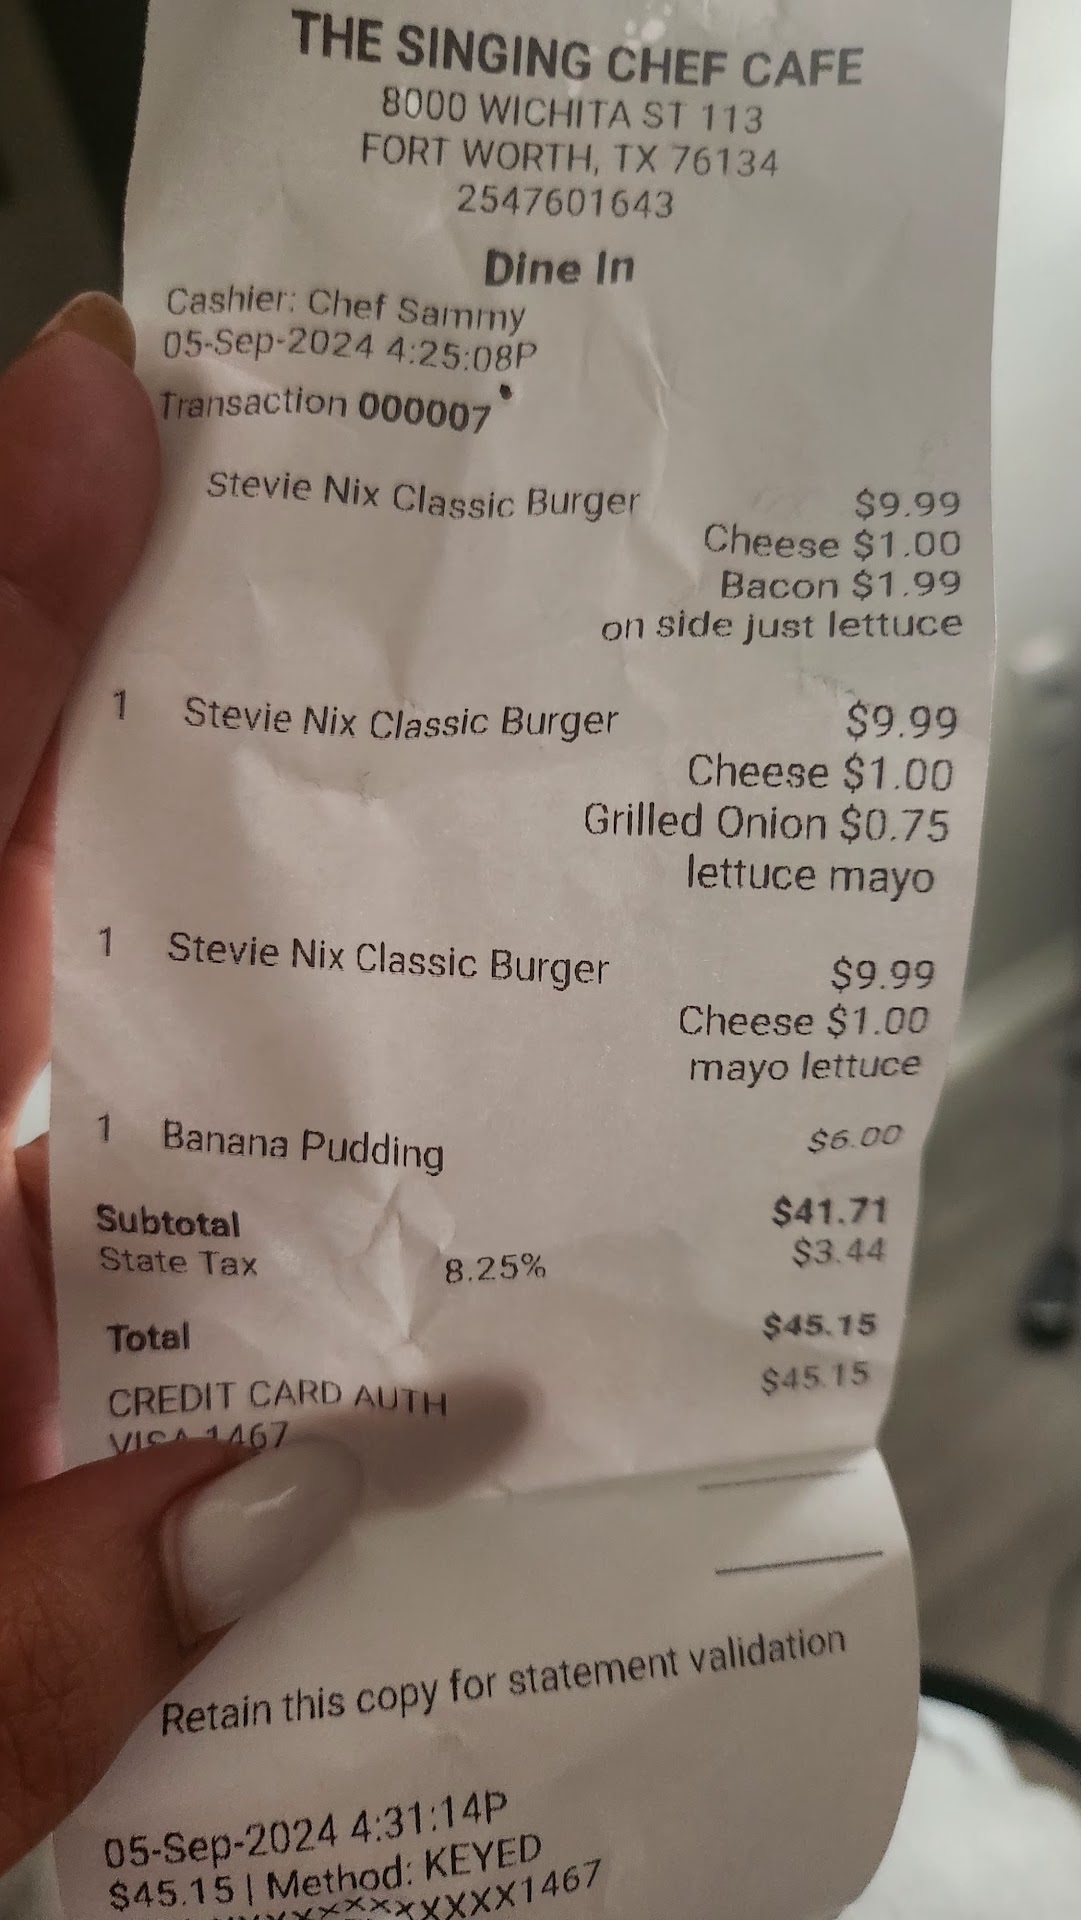 THE SINGING CHEF CAFE
8000 WICHITA ST 113
FORT WORTH, TX 76134
2547601643
Dine In
Cashier: Chef Sammy
05-Sep-2024 4:25:08P
Transaction 000007
Stevie Nix Classic Burger $9.99
Cheese $1.00
Bacon $1.99
on side just lettuce
1 Stevie Nix Classic Burger $9.99
Cheese $1.00
Grilled Onion $0.75
lettuce mayo
1 Stevie Nix Classic Burger $9.99
Cheese $1.00
mayo lettuce
1 Banana Pudding $6.00
Subtotal $41.71
State Tax 8.25% $3.44
Total $45.15
CREDIT CARD AUTH $45.15
VISA 1467
Retain this copy for statement validation
05-Sep-2024 4:31:14P
$45.15 | Method: KEYED
XXXXXXXXXXXX1467